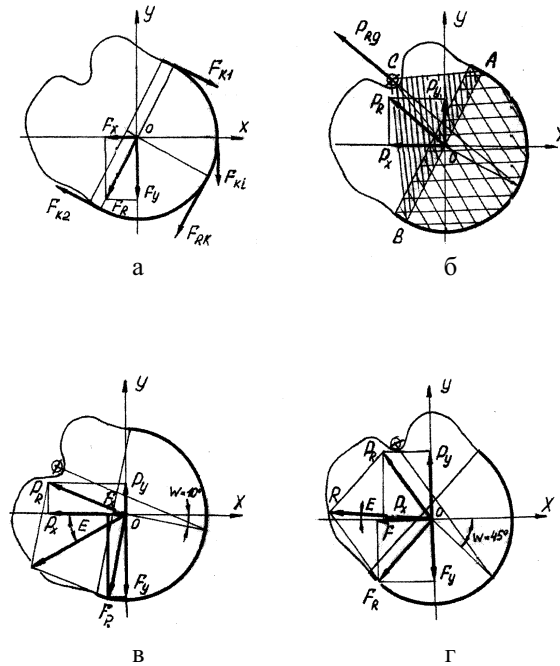 y
F_K1
F_X
O
X
F_Ki
F_K2
F_R
F_y
F_RK
а
P_Rg
y
C
A
P_R
P_y
P_X
O
X
B
б
y
P_R
R
P_y
W=10°
X
P_X
E
O
F_R
F_y
в
y
P_R
P_y
R
E
P_X
O
X
F
W=45°
F_R
F_y
г